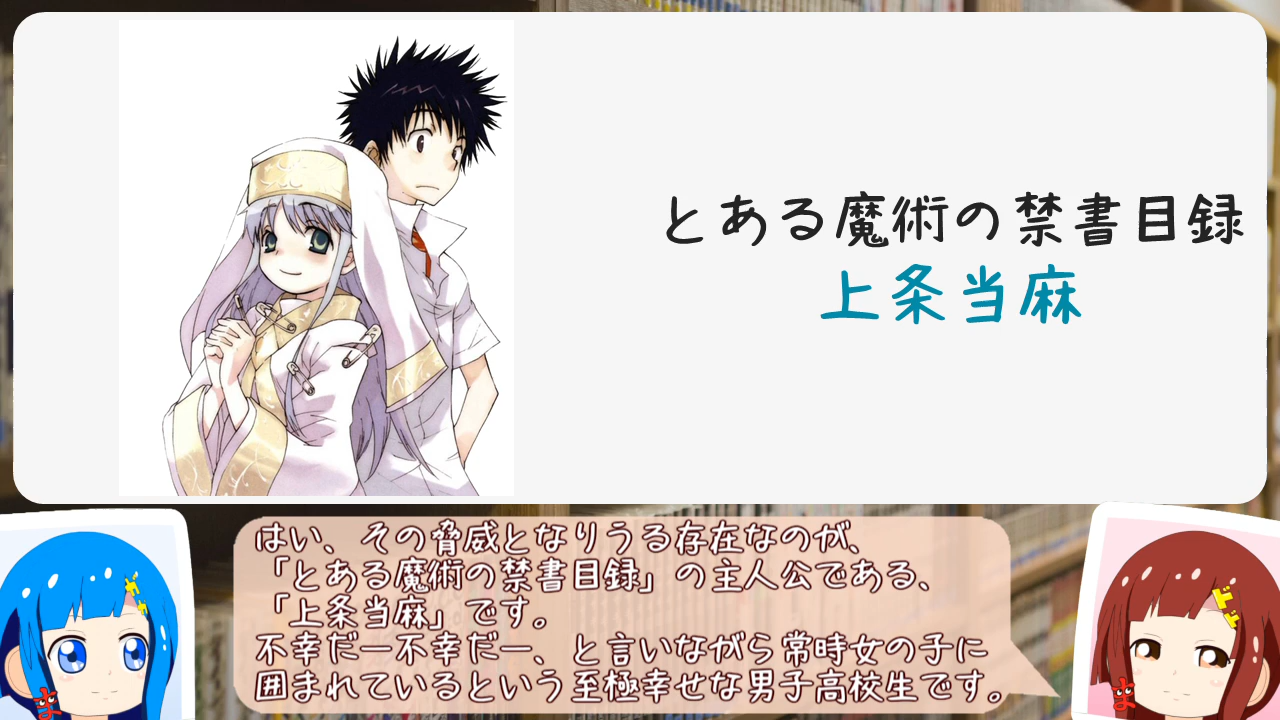 とある魔術の禁書目録
上条当麻
はい、その脅威となりうる存在なのが、
「とある魔術の禁書目録」の主人公である、
「上条当麻」です。
不幸だー不幸だー、と言いながら常時女の子に
囲まれているという至極幸せな男子高校生です。